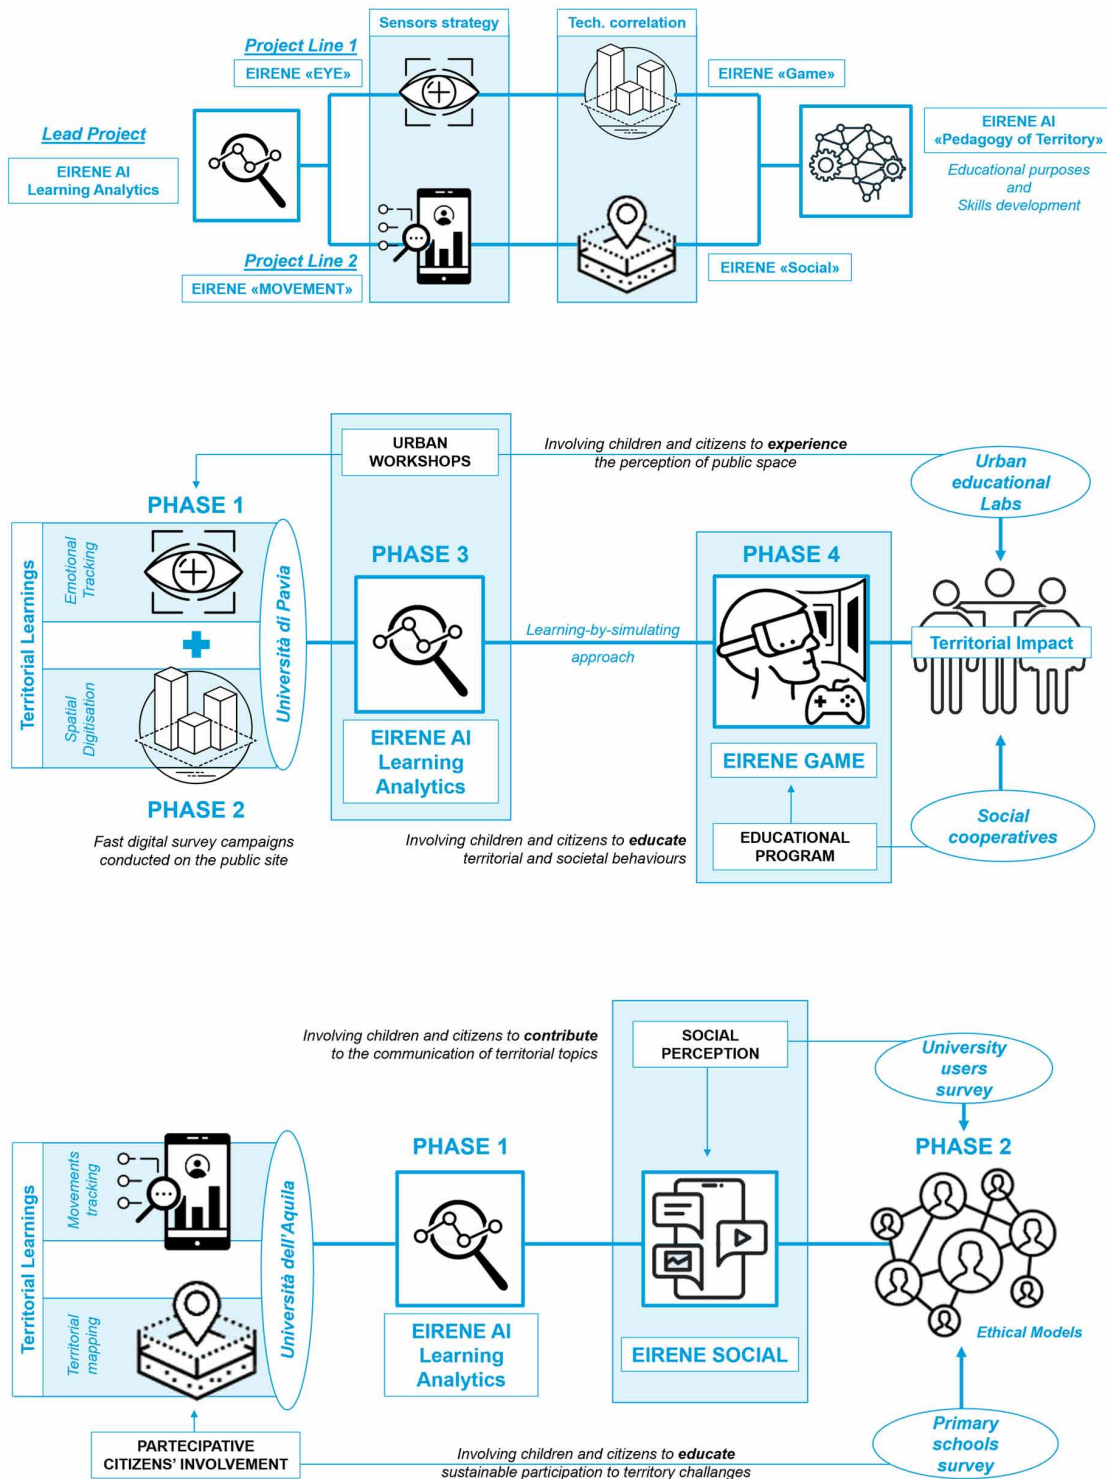 Sensors strategy
Tech. correlation
Project Line 1
EIRENE «EYE»
EIRENE «Game»
Lead Project
EIRENE AI
Learning Analytics
EIRENE AI
«Pedagogy of Territory»
Educational purposes
and
Skills development
Project Line 2
EIRENE «MOVEMENT»
EIRENE «Social»
URBAN
WORKSHOPS
Involving children and citizens to experience
the perception of public space
Urban
educational
Labs
PHASE 1
Territorial Learnings
Emotional
Tracking
Spatial
Digitisation
Università di Pavia
PHASE 2
Fast digital survey campaigns
conducted on the public site
PHASE 3
EIRENE AI
Learning
Analytics
Learning-by-simulating
approach
PHASE 4
EIRENE GAME
Territorial Impact
Involving children and citizens to educate
territorial and societal behaviours
EDUCATIONAL
PROGRAM
Social
cooperatives
Involving children and citizens to contribute
to the communication of territorial topics
SOCIAL
PERCEPTION
University
users
survey
Territorial Learnings
Movements
tracking
Territorial
mapping
Università dell'Aquila
PHASE 1
EIRENE AI
Learning
Analytics
EIRENE SOCIAL
PHASE 2
Ethical Models
PARTECIPATIVE
CITIZENS' INVOLVEMENT
Involving children and citizens to educate
sustainable participation to territory challenges
Primary
schools
survey